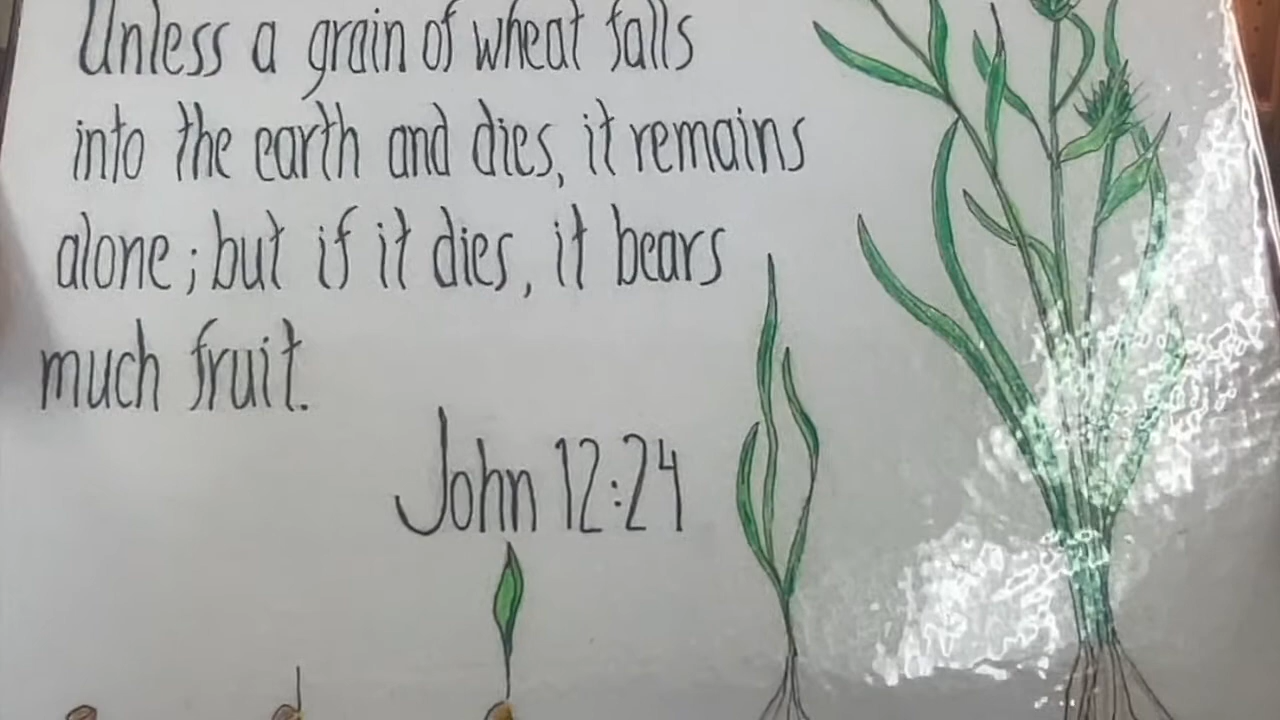 Unless a grain of wheat falls
into the earth and dies, it remains
alone; but if it dies, it bears
much fruit.
John 12:24